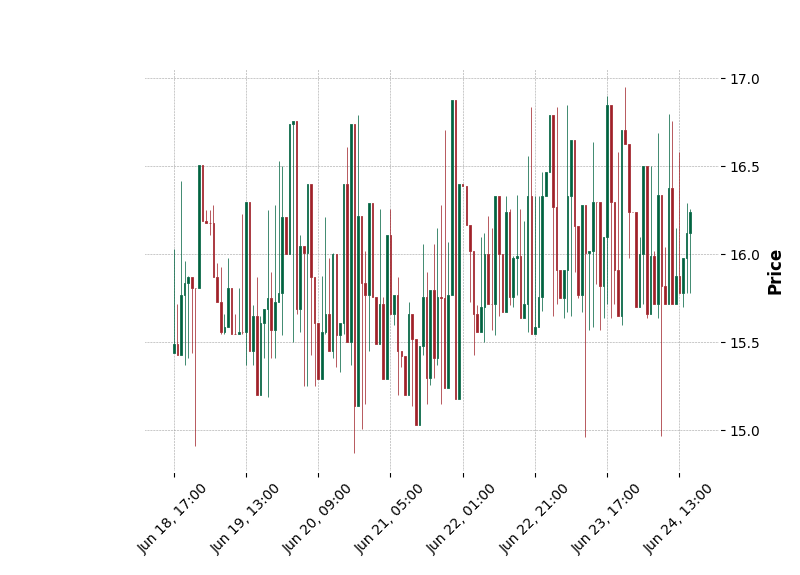 17.0
16.5
16.0
15.5
15.0
Price
Jun 18, 17:00
Jun 19, 13:00
Jun 20, 09:00
Jun 21, 05:00
Jun 22, 01:00
Jun 22, 21:00
Jun 23, 17:00
Jun 24, 13:00